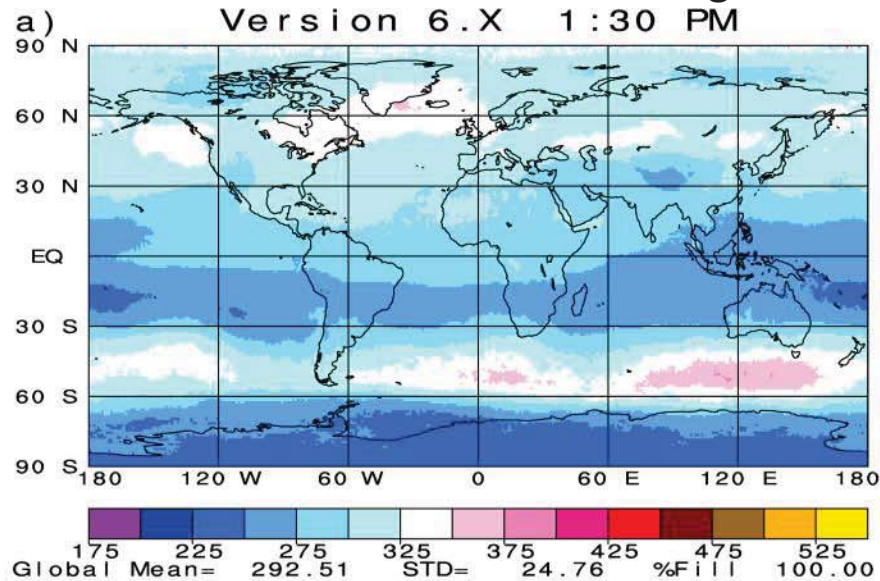 a) Version 6.X 1:30 PM
90 N
60 N
30 N
EQ
30 S
60 S
90 S
180 120 W 60 W 0 60 E 120 E 180
175 225 275 325 375 425 475 525
Global Mean= 292.51 STD= 24.76 %Fill 100.00